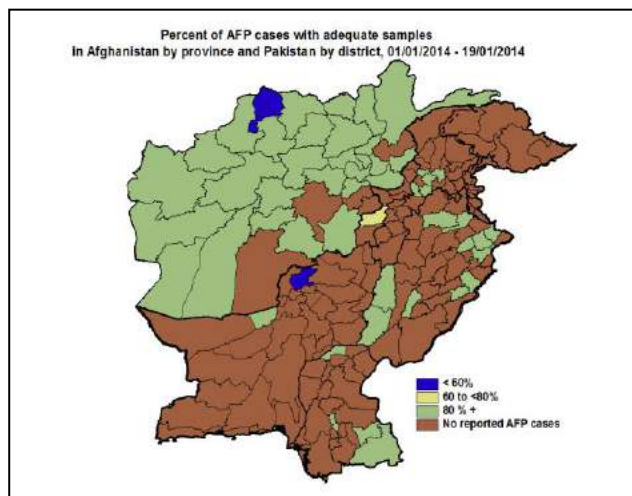 Percent of AFP cases with adequate samples
in Afghanistan by province and Pakistan by district, 01/01/2014 - 19/01/2014
< 60%
60 to <80%
80 % +
No reported AFP cases